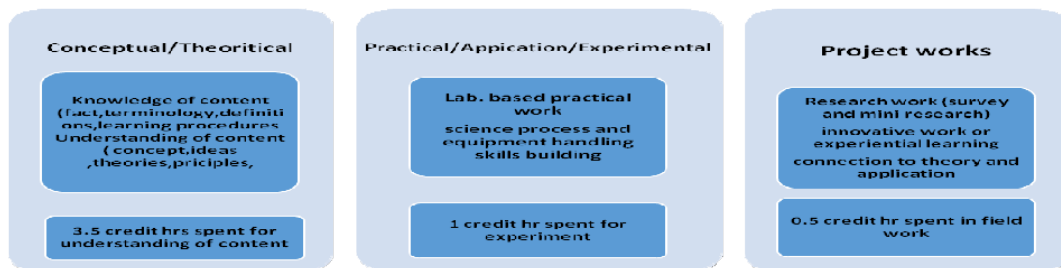 Conceptual/Theoritical
Knowledge of content
(fact,terminology,definiti
ons,learning procedures
Understanding of content
( concept,ideas
,theories,priciples,
3.5 credit hrs spent for
understanding of content
Practical/Appication/Experimental
Lab. based practical
work
science process and
equipment handling
skills building
1 credit hr spent for
experiment
Project works
Research work (survey
and mini research)
innovative work or
experiential learning
connection to theory and
application
0.5 credit hr spent in field
work